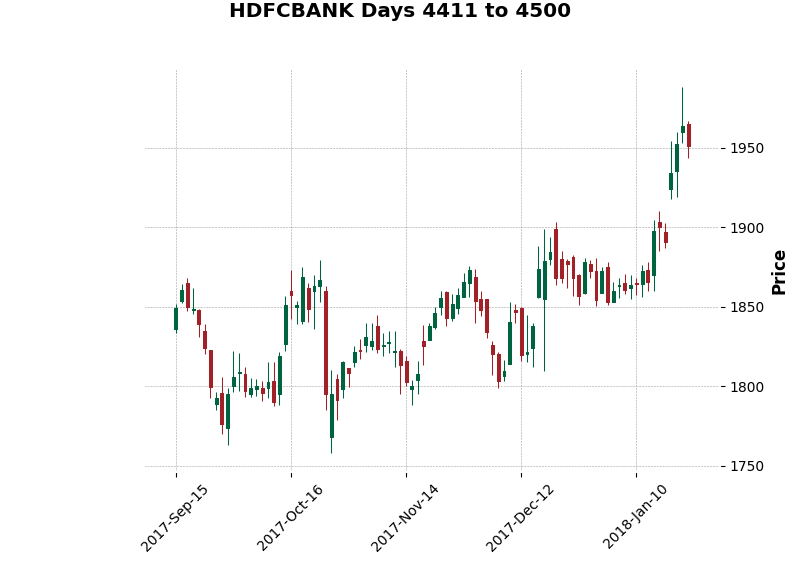 HDFCBANK Days 4411 to 4500
1950
1900
1850
1800
1750
Price
2017-Sep-15
2017-Oct-16
2017-Nov-14
2017-Dec-12
2018-Jan-10